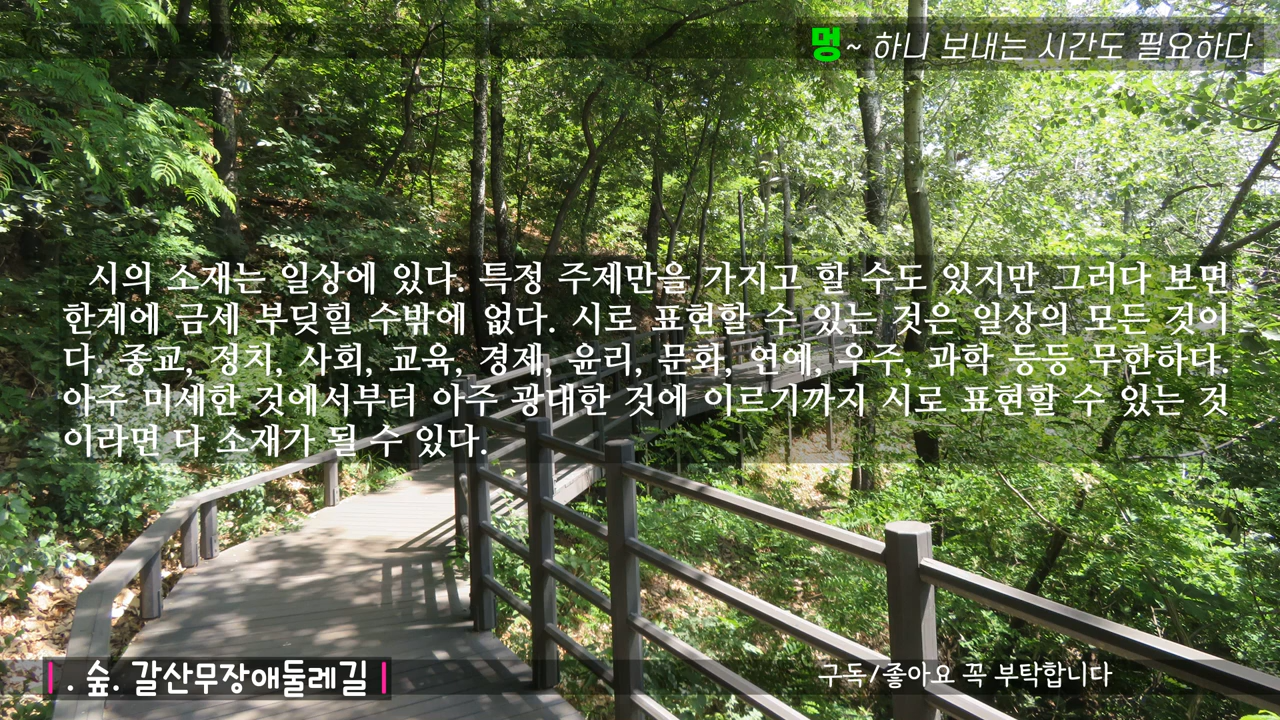 멍~ 하니 보내는 시간도 필요하다
시의 소재는 일상에 있다. 특정 주제만을 가지고 할 수도 있지만 그러다 보면
한계에 금세 부딪힐 수밖에 없다. 시로 표현할 수 있는 것은 일상의 모든 것이
다. 종교, 정치, 사회, 교육, 경제, 윤리, 문화, 연예, 우주, 과학 등등 무한하다.
아주 미세한 것에서부터 아주 광대한 것에 이르기까지 시로 표현할 수 있는 것
이라면 다 소재가 될 수 있다.
. 숲. 갈산무장애둘레길
구독/좋아요 꼭 부탁합니다